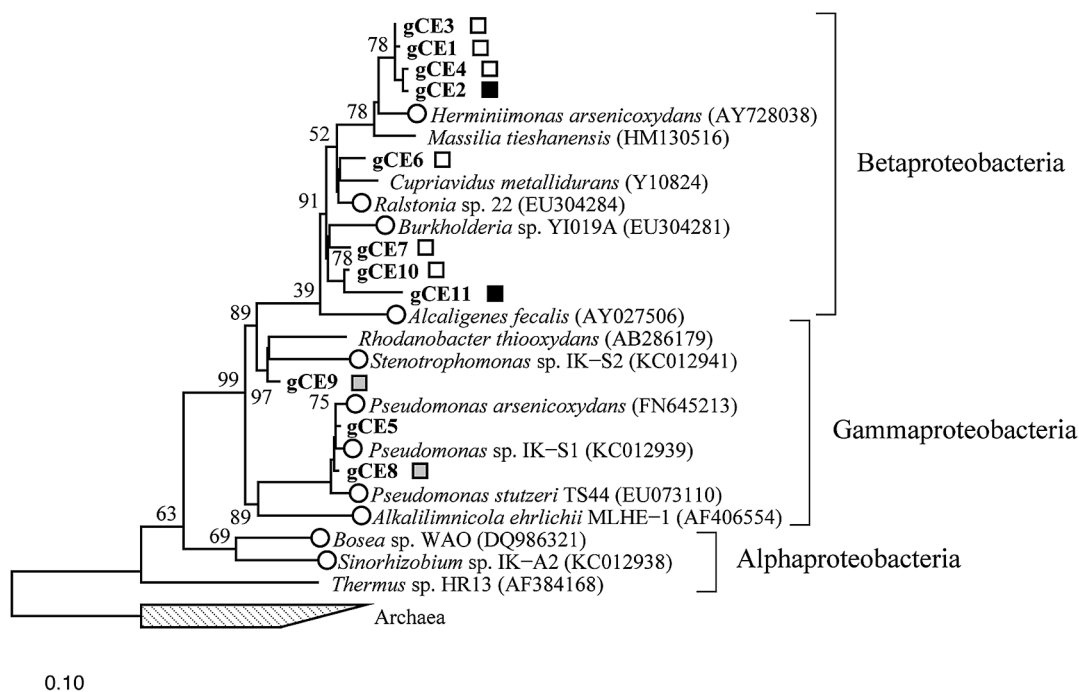 gCE3
78 gCE1
gCE4
gCE2
78 Herminiimonas arsenicoxydans (AY728038)
Massilia tieshanensis (HM130516)
52
gCE6
Betaproteobacteria
Cupriavidus metallidurans (Y10824)
91 Ralstonia sp. 22 (EU304284)
Burkholderia sp. YI019A (EU304281)
gCE7
78
gCE10
39 gCE11
89 Alcaligenes fecalis (AY027506)
Rhodanobacter thiooxydans (AB286179)
Stenotrophomonas sp. IK−S2 (KC012941)
99 gCE9
97
75 Pseudomonas arsenicoxydans (FN645213)
gCE5
Gammaproteobacteria
Pseudomonas sp. IK−S1 (KC012939)
gCE8
Pseudomonas stutzeri TS44 (EU073110)
63 89 Alkalilimnicola ehrlichii MLHE−1 (AF406554)
69 Bosea sp. WAO (DQ986321)
Alphaproteobacteria
Sinorhizobium sp. IK−A2 (KC012938)
Thermus sp. HR13 (AF384168)
Archaea
0.10